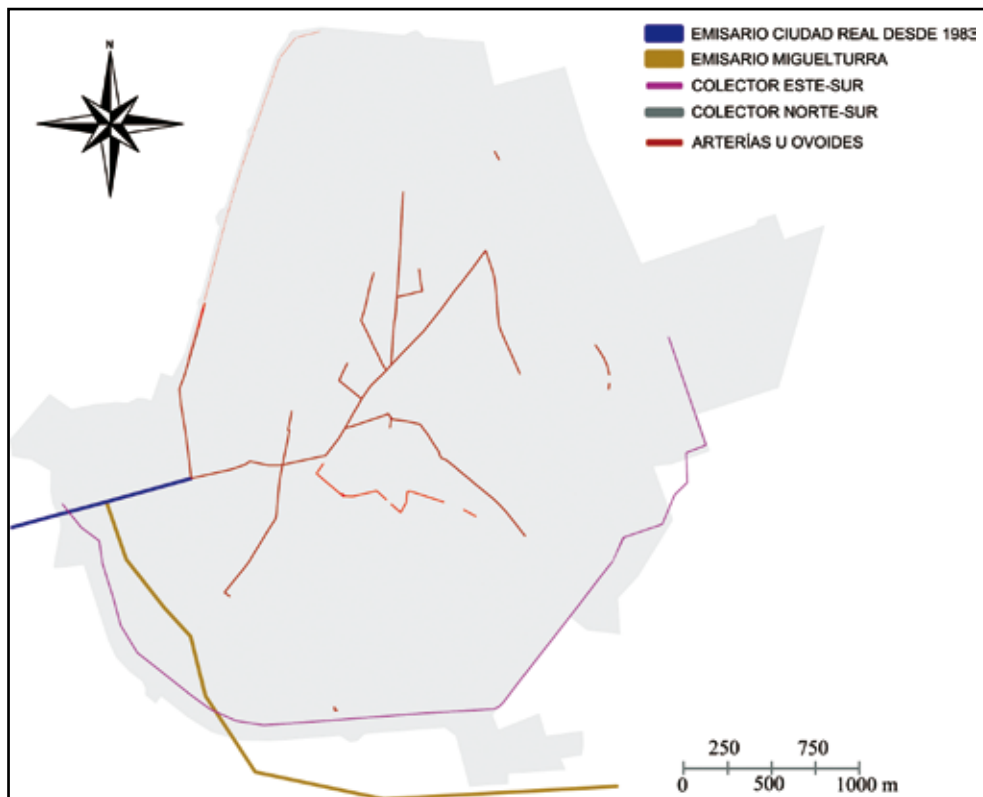 N
EMISARIO CIUDAD REAL DESDE 1983
EMISARIO MIGUELTURRA
COLECTOR ESTE-SUR
COLECTOR NORTE-SUR
ARTERÍAS U OVOIDES
250 750
0 500 1000 m